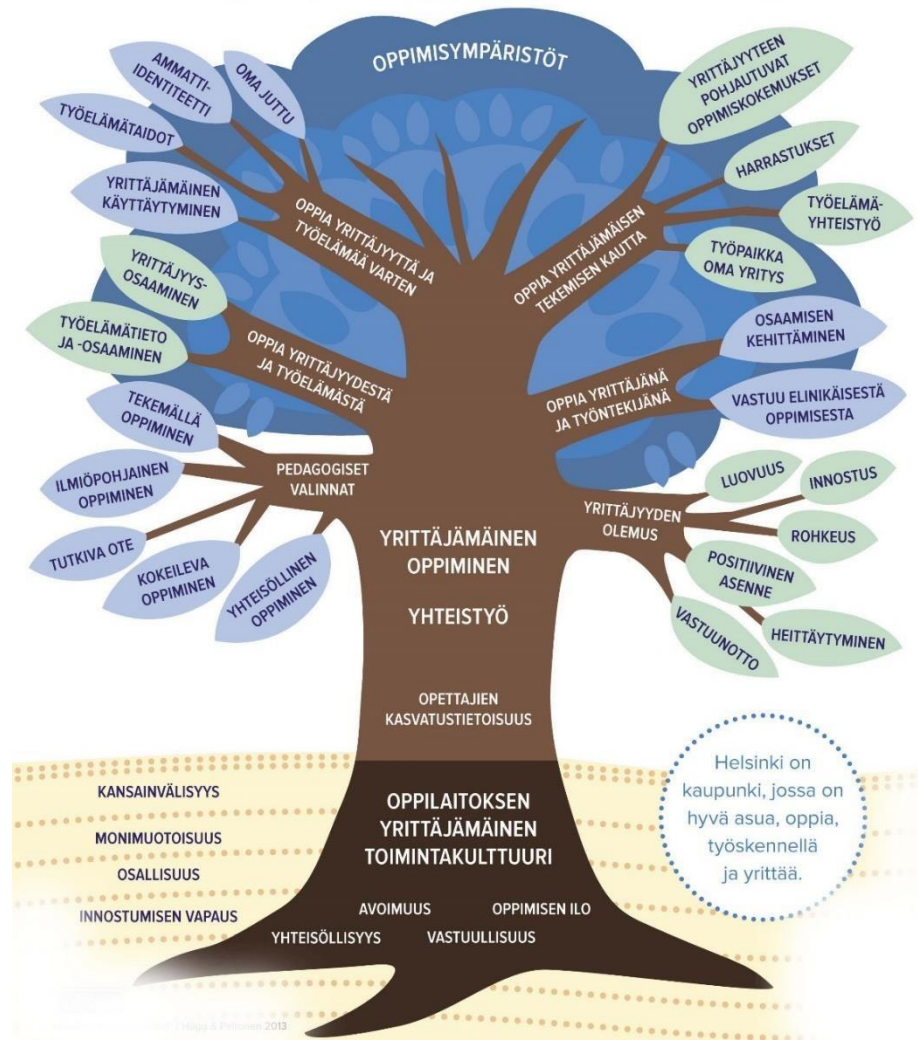 OPPIMISYMPÄRISTÖT
AMMATTI-
IDENTITEETTI
OMA JUTTU
TYÖELÄMÄTAIDOT
YRITTÄJÄMÄINEN
KÄYTTÄYTYMINEN
OPPIA YRITTÄJYYTTÄ JA
TYÖELÄMÄÄ VARTEN
YRITTÄJYYS-
OSAAMINEN
TYÖELÄMÄTIETO
JA -OSAAMINEN
OPPIA YRITTÄJYYDESTÄ
JA TYÖELÄMÄSTÄ
TEKEMÄLLÄ
OPPIMINEN
ILMIÖPOHJAINEN
OPPIMINEN
TUTKIVA OTE
KOKEILEVA
OPPIMINEN
YHTEISÖLLINEN
OPPIMINEN
PEDAGOGISET
VALINNAT
YRITTÄJYYTEEN
POHJAUTUVAT
OPPIMISKOKEMUKSET
HARRASTUKSET
TYÖELÄMÄ-
YHTEISTYÖ
TYÖPAIKKA
OMA YRITYS
OPPIA YRITTÄJÄMÄISEN
TEKEMISEN KAUTTA
OSAAMISEN
KEHITTÄMINEN
VASTUU ELINIKÄISESTÄ
OPPIMISESTA
OPPIA YRITTÄJÄNÄ
JA TYÖNTEKIJÄNÄ
LUOVUUS
INNOSTUS
ROHKEUS
POSITIIVINEN
ASENNE
HEITTÄYTYMINEN
VASTUUNOTTO
YRITTÄJYYDEN
OLEMUS
YRITTÄJÄMÄINEN
OPPIMINEN
YHTEISTYÖ
OPETTAJIEN
KASVATUSTIETOISUUS
KANSAINVÄLISYYS
MONIMUOTOISUUS
OSALLISUUS
INNOSTUMISEN VAPAUS
OPPILAITOKSEN
YRITTÄJÄMÄINEN
TOIMINTAKULTTUURI
AVOIMUUS
OPPIMISEN ILO
YHTEISÖLLISYYS
VASTUULLISUUS
Helsinki on
kaupunki, jossa on
hyvä asua, oppia,
työskennellä
ja yrittää.
2013